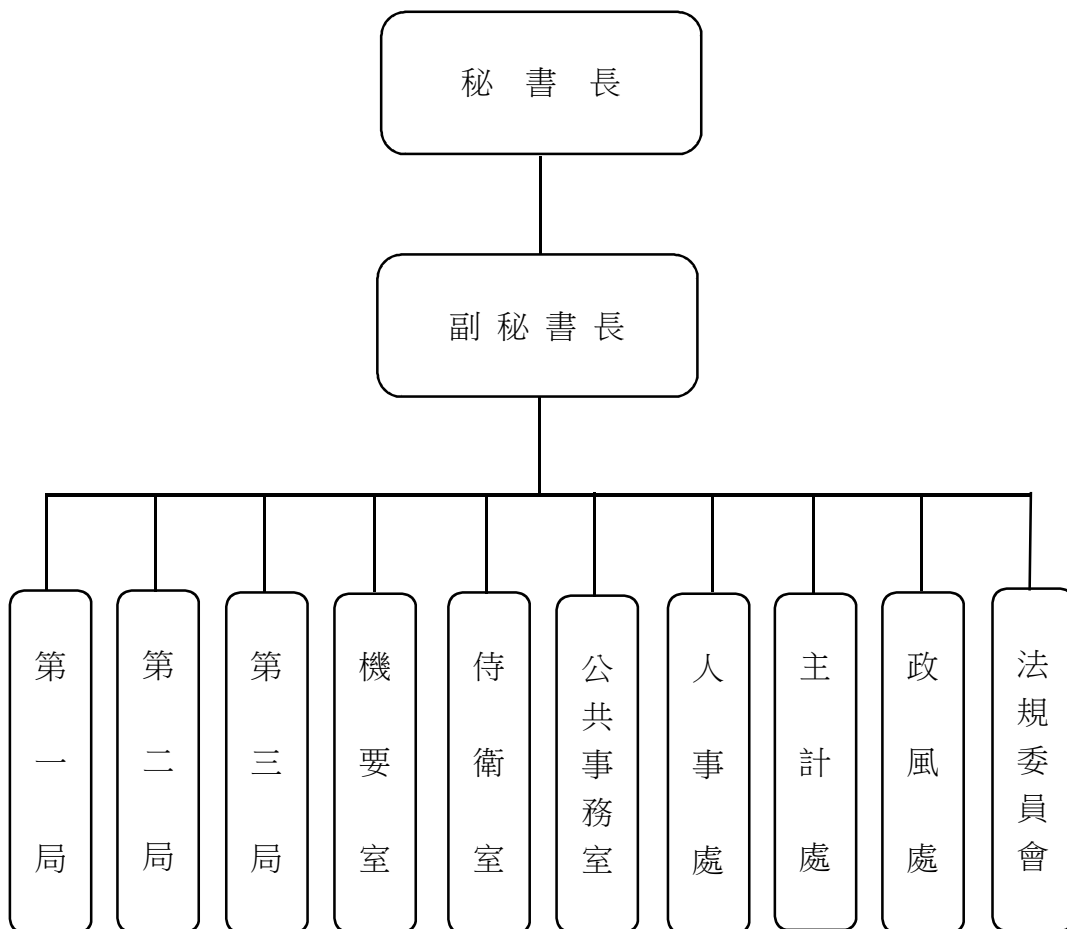 秘書長
副秘書長
第一局
第二局
第三局
機要室
侍衛室
公共事務室
人事處
主計處
政風處
法規委員會